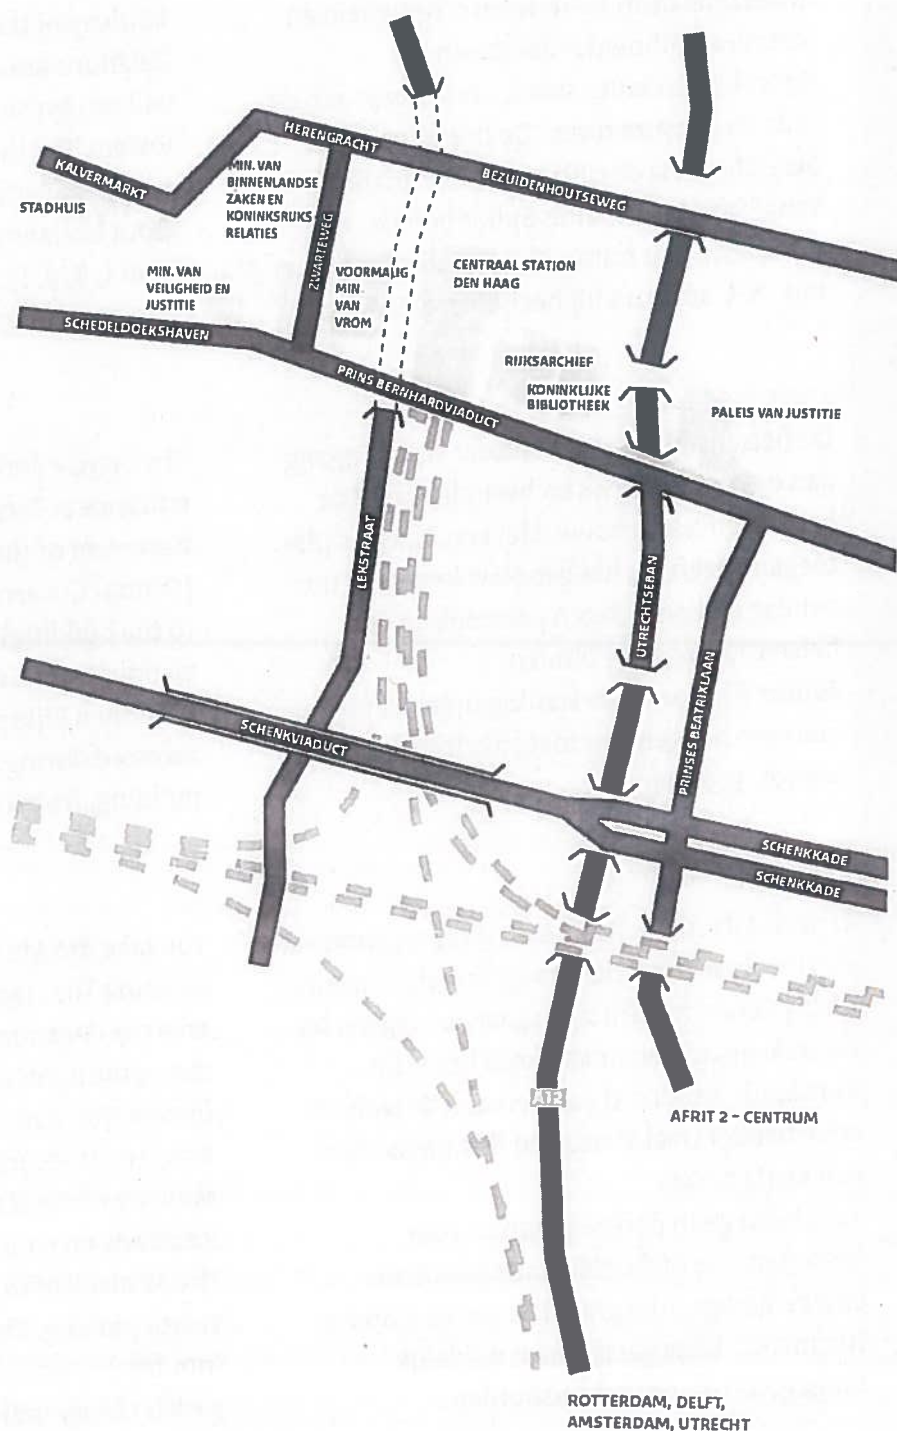 HERENGRACHT
KALVERMARKT
BEZUIDENHOUTSEWEG
STADHUIS
MIN. VAN
BINNENLANDSE
ZAKEN EN
KONINKSRIJKS-
RELATIES
ZWARTEWEG
MIN. VAN
VEILIGHEID EN
JUSTITIE
VOORMALIG
MIN
VAN
VROM
CENTRAAL STATION
DEN HAAG
SCHEDELDOEKSHAVEN
PRINS BERNHARDVIADUCT
RIJKSARCHIEF
KONINKLIJKE
BIBLIOTHEEK
PALEIS VAN JUSTITIE
LEKSTRAAT
UTRECHTSEBAN
PRINSES BEATRIXLAAN
SCHENKVIADUCT
SCHENKKADE
SCHENKKADE
A12
AFRIT 2 - CENTRUM
ROTTERDAM, DELFT,
AMSTERDAM, UTRECHT